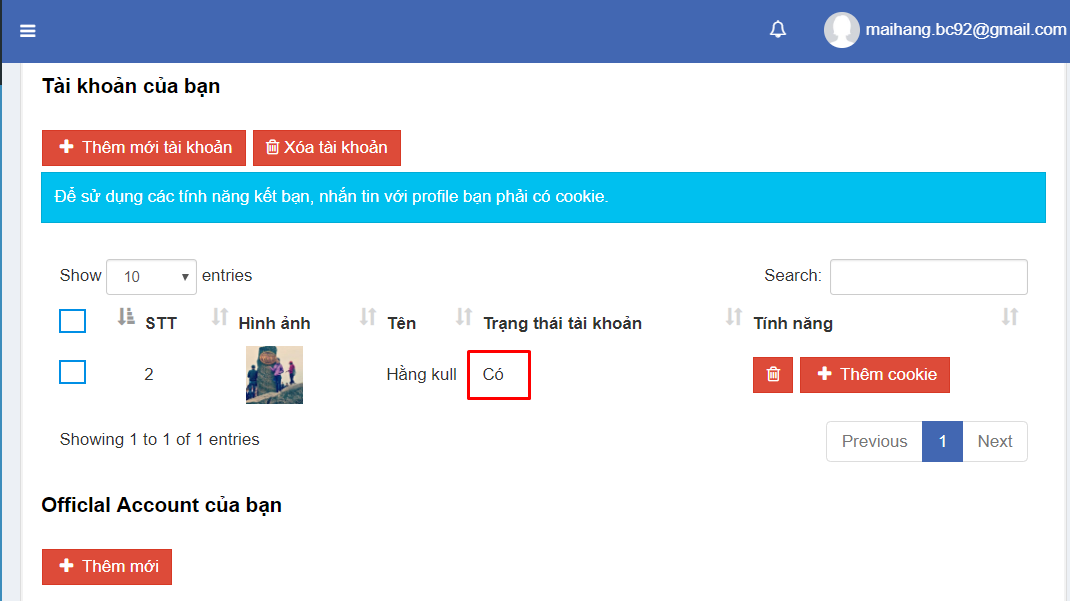 maihang.bc92@gmail.com
Tài khoản của bạn
Thêm mới tài khoản Xóa tài khoản
Để sử dụng các tính năng kết bạn, nhắn tin với profile bạn phải có cookie.
Show 10 entries Search:
STT Hình ảnh Tên Trạng thái tài khoản Tính năng
2 Hằng kull Có Thêm cookie
Showing 1 to 1 of 1 entries Previous 1 Next
Officlal Account của bạn
Thêm mới